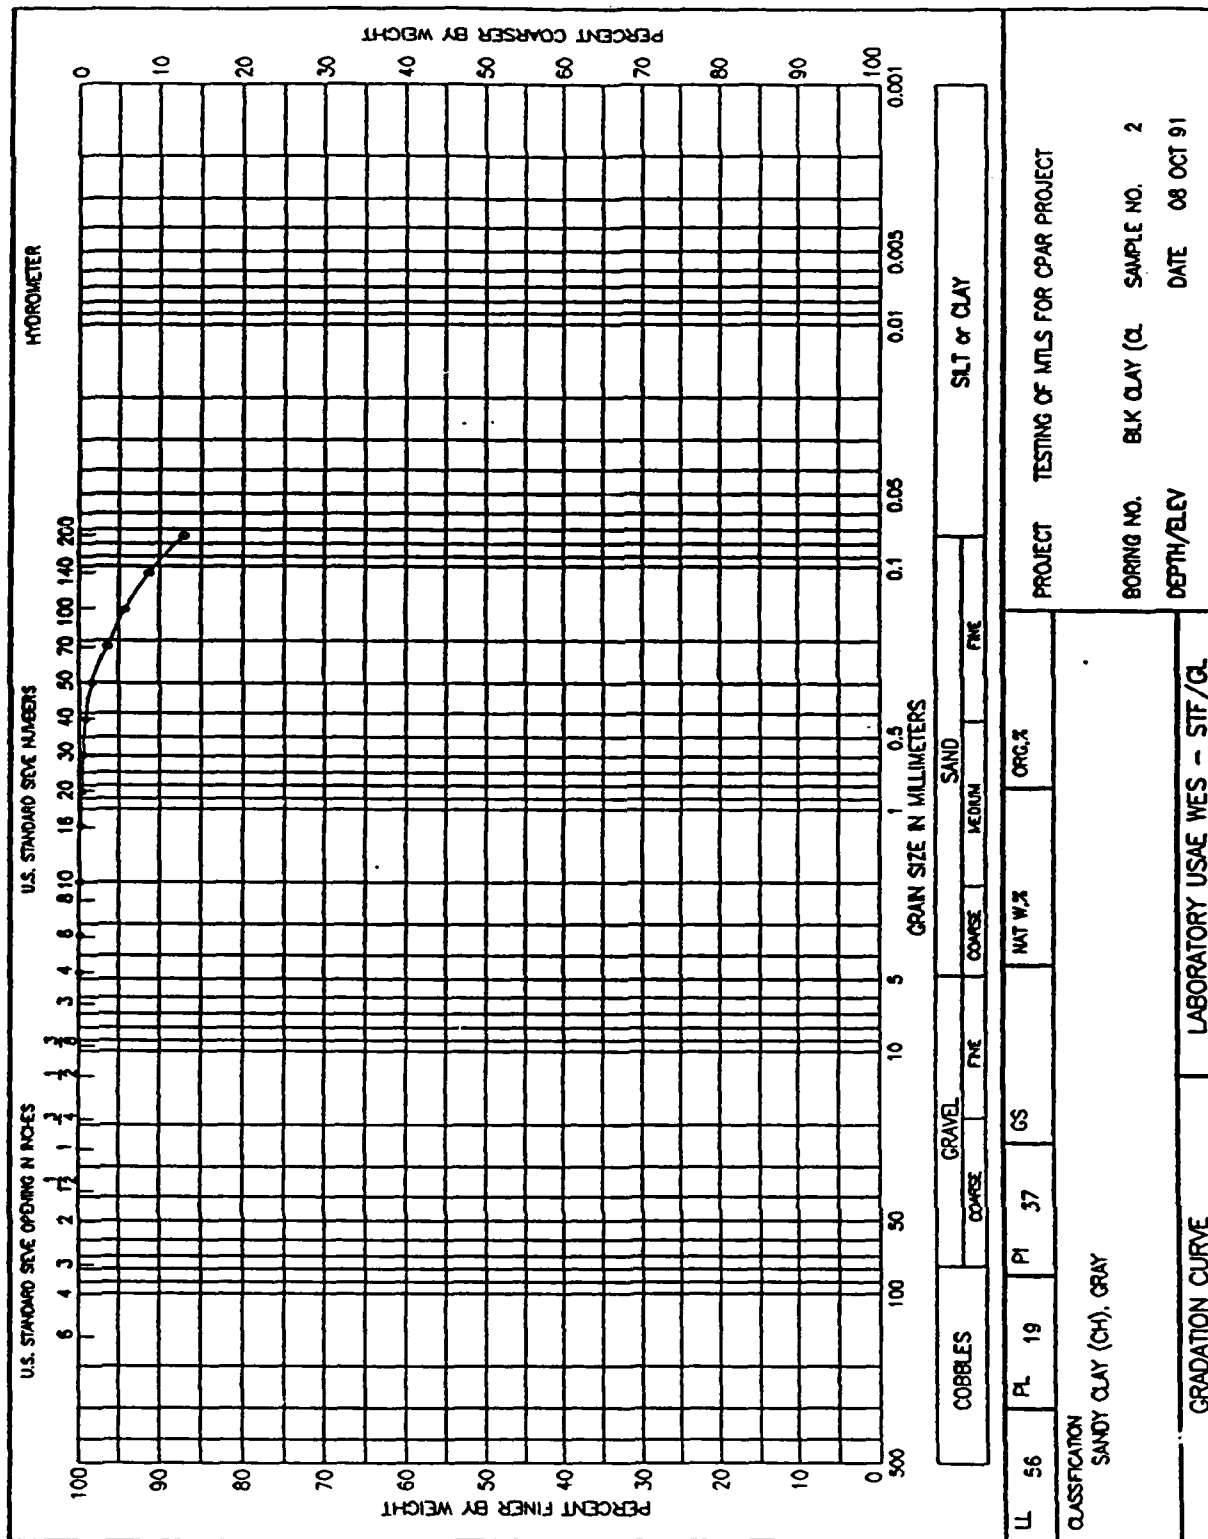 U.S. STANDARD SIEVE OPENING IN INCHES U.S. STANDARD SIEVE NUMBERS HYDROMETER
6 4 3 2 1½ 1 ¾ ½ ⅜ 3 4 6 8 10 16 20 30 40 50 70 100 140 200
PERCENT FINER BY WEIGHT
100
90
80
70
60
50
40
30
20
10
0
PERCENT COARSER BY WEIGHT
0
10
20
30
40
50
60
70
80
90
100
500 100 50 10 5 1 0.5 0.1 0.05 0.01 0.005 0.001
GRAIN SIZE IN MILLIMETERS
COBBLES GRAVEL SAND SILT or CLAY
COARSE FINE COARSE MEDIUM FINE
LL 56 PL 19 PI 37 GS NAT W,% ORG,%
CLASSFICATION
SANDY CLAY (CH), GRAY
PROJECT TESTING OF MTLS FOR CPAR PROJECT
BORING NO. BLK CLAY (CL SAMPLE NO. 2
DEPTH/ELEV DATE 08 OCT 91
GRADATION CURVE LABORATORY USAE WES - STF/GL